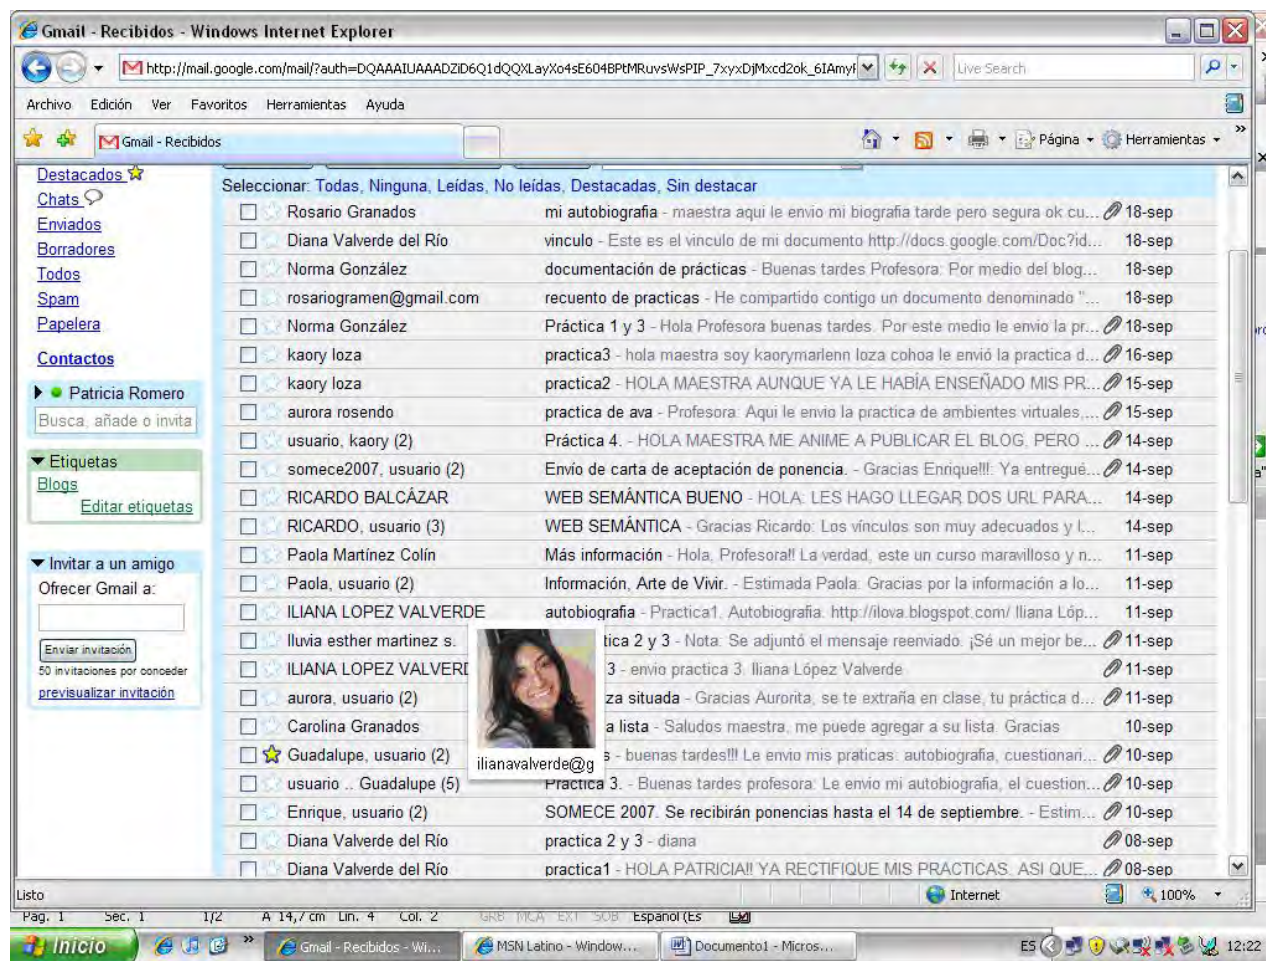 Gmail - Recibidos - Windows Internet Explorer
Live Search
Archivo Edición Ver Favoritos Herramientas Ayuda
Gmail - Recibidos
Página Herramientas
Destacados
Chats
Enviados
Borradores
Todos
Spam
Papelera
Contactos
Patricia Romero
Busca, añade o invita
Etiquetas
Blogs
Editar etiquetas
Invitar a un amigo
Ofrecer Gmail a:
Enviar invitación
50 invitaciones por conceder
previsualizar invitación
Seleccionar: Todas, Ninguna, Leídas, No leídas, Destacadas, Sin destacar
Rosario Granados mi autobiografia - maestra aqui le envio mi biografia tarde pero segura ok cu... 18-sep
Diana Valverde del Río vinculo - Este es el vinculo de mi documento http://docs.google.com/Doc?id... 18-sep
Norma González documentación de prácticas - Buenas tardes Profesora: Por medio del blog... 18-sep
rosariogramen@gmail.com recuento de practicas - He compartido contigo un documento denominado "... 18-sep
Norma González Práctica 1 y 3 - Hola Profesora buenas tardes. Por este medio le envio la pr... 18-sep
kaory loza practica3 - hola maestra soy kaorymarlenn loza cohoa le envió la practica d... 16-sep
kaory loza practica2 - HOLA MAESTRA AUNQUE YA LE HABÍA ENSEÑADO MIS PR... 15-sep
aurora rosendo practica de ava - Profesora: Aqui le envio la practica de ambientes virtuales,... 15-sep
usuario, kaory (2) Práctica 4. - HOLA MAESTRA ME ANIME A PUBLICAR EL BLOG, PERO ... 14-sep
somece2007, usuario (2) Envío de carta de aceptación de ponencia. - Gracias Enrique!!!. Ya entregué... 14-sep
RICARDO BALCÁZAR WEB SEMÁNTICA BUENO - HOLA: LES HAGO LLEGAR DOS URL PARA... 14-sep
RICARDO, usuario (3) WEB SEMÁNTICA - Gracias Ricardo: Los vínculos son muy adecuados y l... 14-sep
Paola Martínez Colín Más información - Hola, Profesora!! La verdad, este un curso maravilloso y n... 11-sep
Paola, usuario (2) Información, Arte de Vivir. - Estimada Paola: Gracias por la información a lo... 11-sep
ILIANA LOPEZ VALVERDE autobiografia - Practica1. Autobiografia. http://ilova.blogspot.com/ Iliana Lóp... 11-sep
lluvia esther martinez s. tica 2 y 3 - Nota: Se adjuntó el mensaje reenviado. ¡Sé un mejor be... 11-sep
ILIANA LOPEZ VALVERD 3 - envio practica 3. Iliana López Valverde 11-sep
aurora, usuario (2) za situada - Gracias Aurorita, se te extraña en clase, tu práctica d... 11-sep
Carolina Granados a lista - Saludos maestra, me puede agregar a su lista. Gracias 10-sep
Guadalupe, usuario (2) s - buenas tardes!!! Le envio mis praticas: autobiografia, cuestionari... 10-sep
ilianavalverde@g
usuario .. Guadalupe (5) Practica 3. - Buenas tardes profesora: Le envio mi autobiografia, el cuestion... 10-sep
Enrique, usuario (2) SOMECE 2007. Se recibirán ponencias hasta el 14 de septiembre. - Estim... 10-sep
Diana Valverde del Río practica 2 y 3 - diana 08-sep
Diana Valverde del Río practica1 - HOLA PATRICIA!! YA RECTIFIQUE MIS PRACTICAS. ASI QUE... 08-sep
Listo Internet 100%
Pág. 1 Sec. 1 1/2 A 14,7 cm Lín. 4 Col. 2 GRB MCA EXT SOB Español (Es
Inicio Gmail - Recibidos - Wi... MSN Latino - Window... Documento1 - Micros... ES 12:22